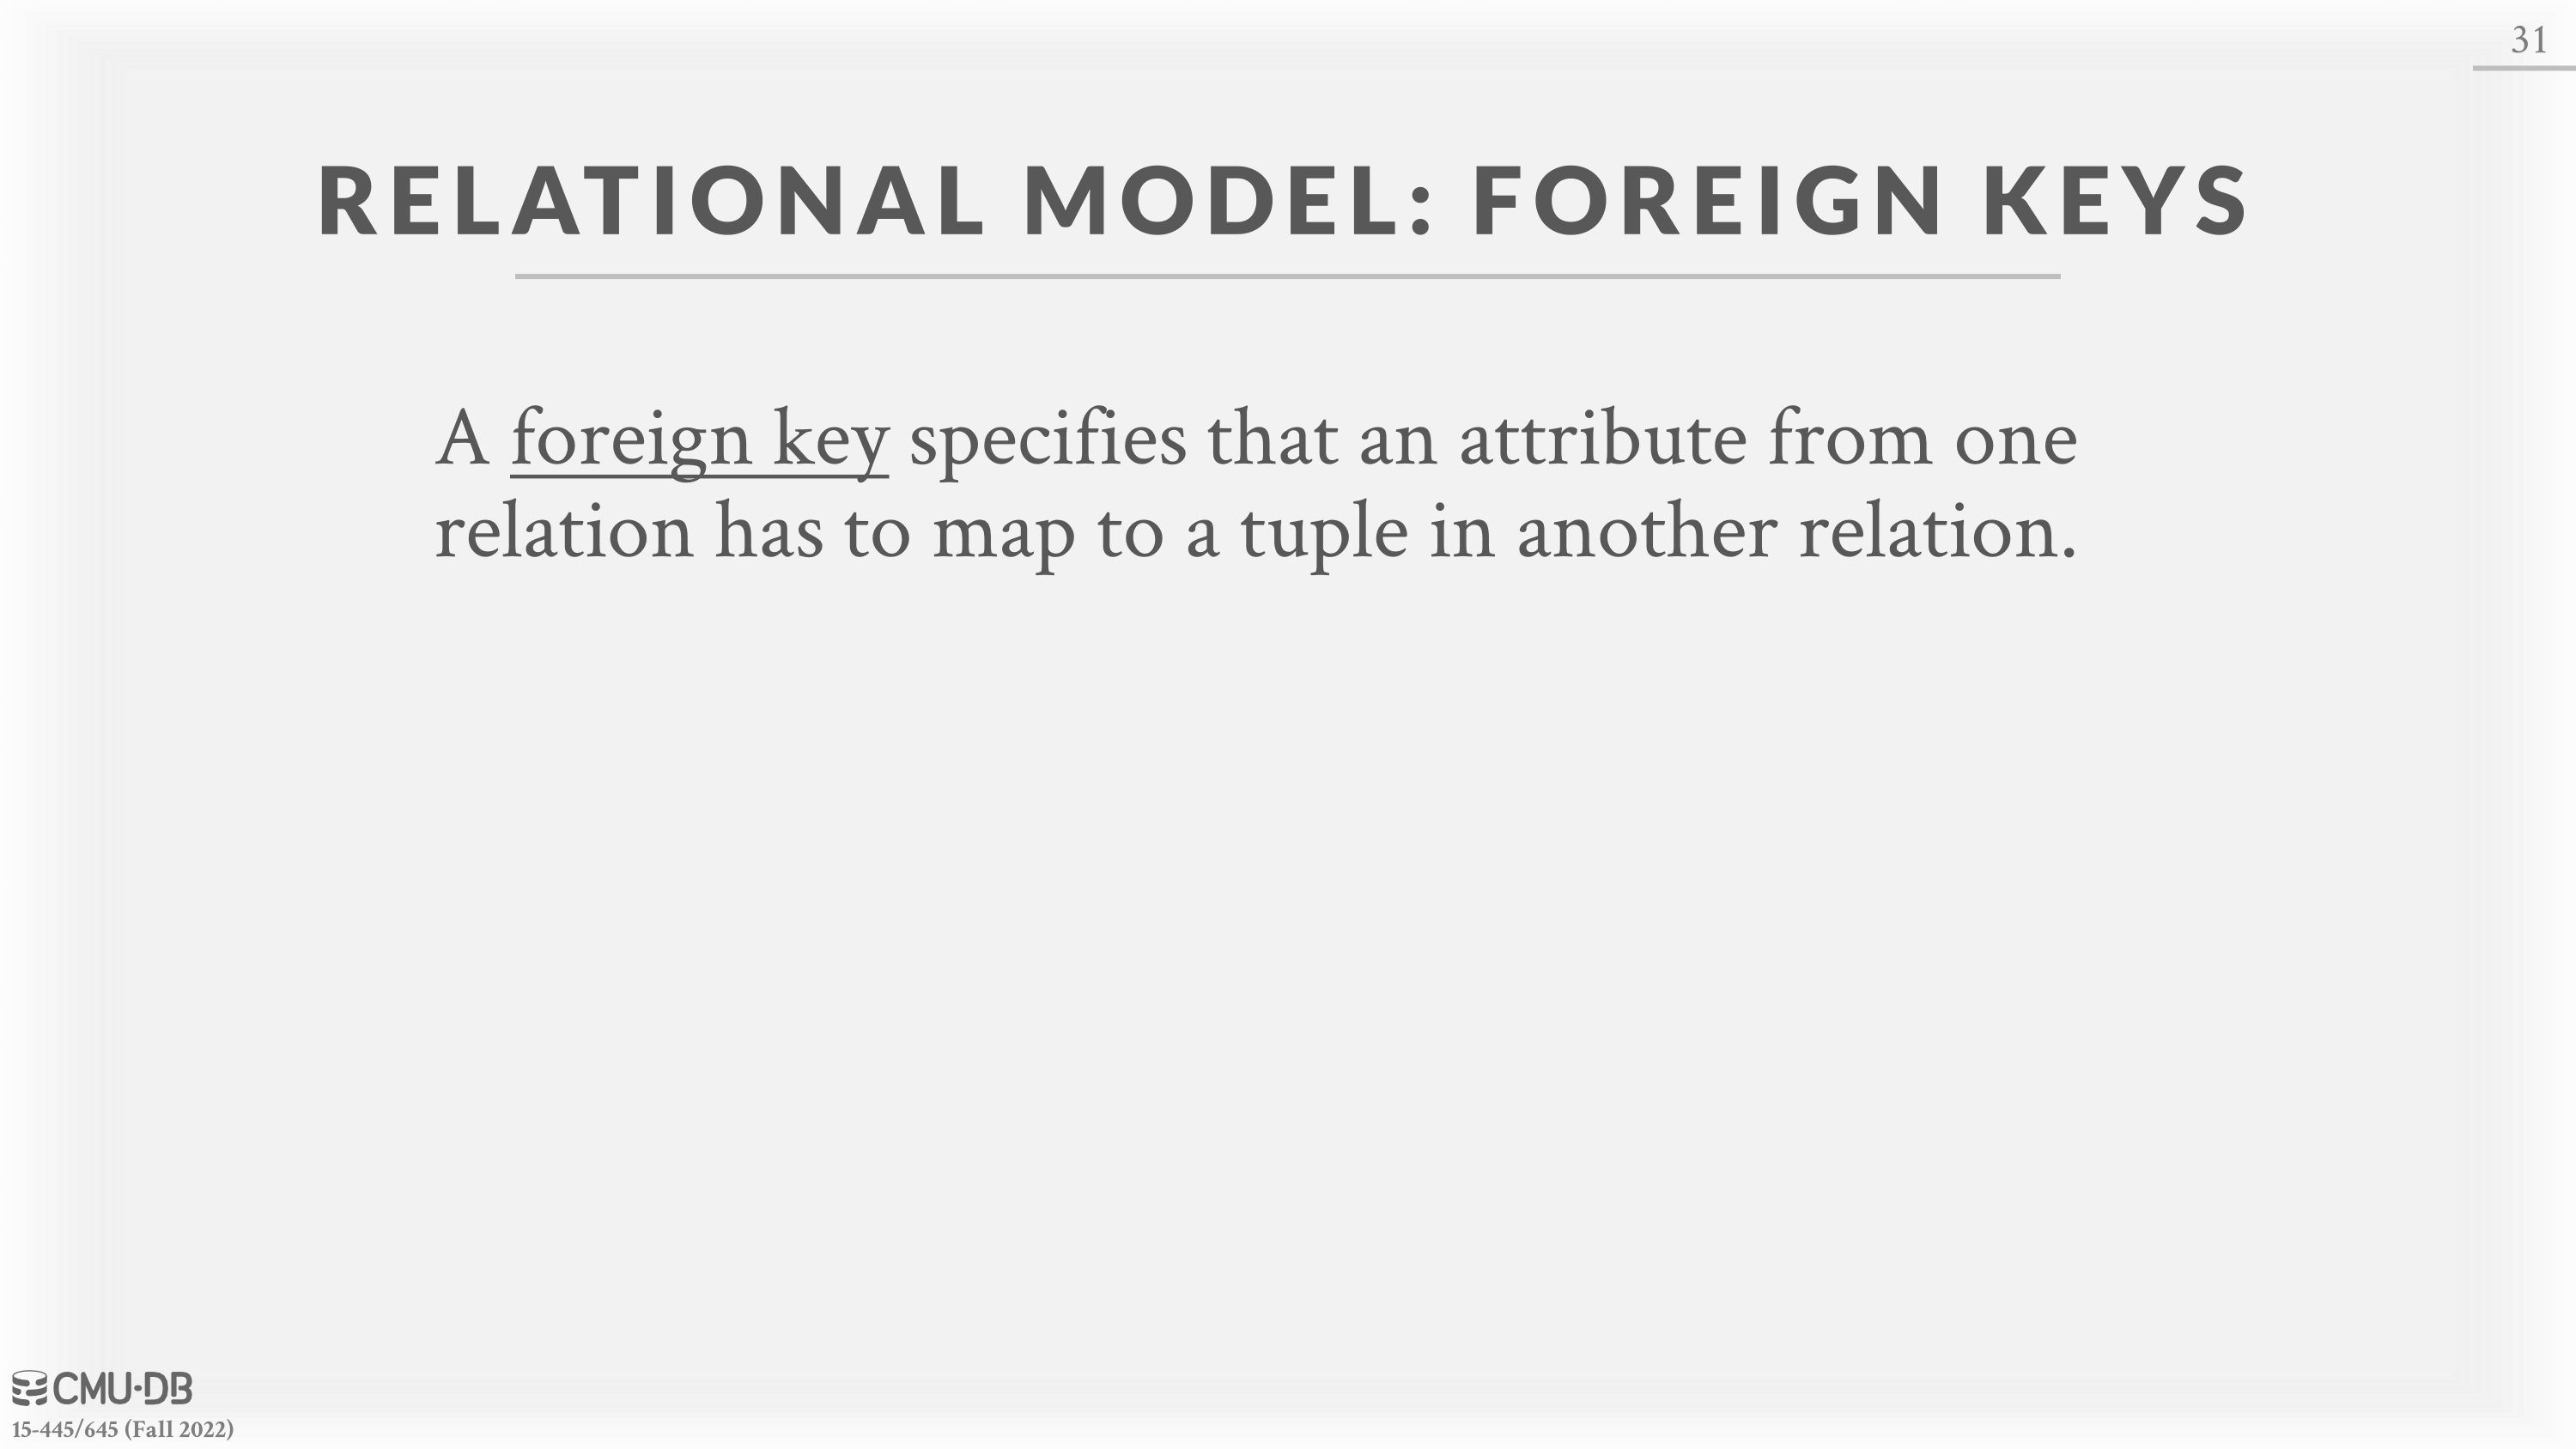 31
RELATIONAL MODEL: FOREIGN KEYS
A foreign key specifies that an attribute from one
relation has to map to a tuple in another relation.
CMU·DB
15-445/645 (Fall 2022)